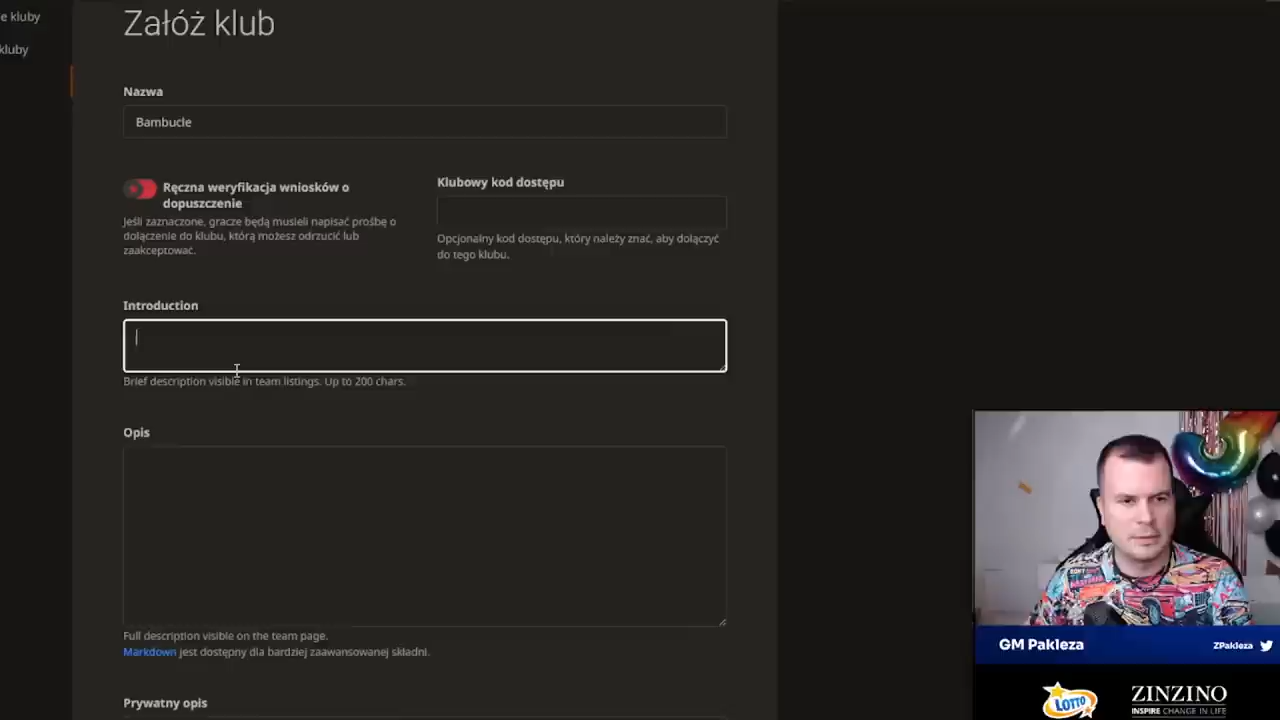 e kluby
kluby
Załóż klub
Nazwa
Bambucle
Ręczna weryfikacja wniosków o
dopuszczenie
Jeśli zaznaczone, gracze będą musieli napisać prośbę o
dołączenie do klubu, którą możesz odrzucić lub
zaakceptować.
Klubowy kod dostępu
Opcjonalny kod dostępu, który należy znać, aby dołączyć
do tego klubu.
Introduction
Brief description visible in team listings. Up to 200 chars.
Opis
Full description visible on the team page.
Markdown jest dostępny dla bardziej zaawansowanej składni.
Prywatny opis
GM Pakleza
ZPakleza
LOTTO
ZINZINO
INSPIRE CHANGE IN LIFE